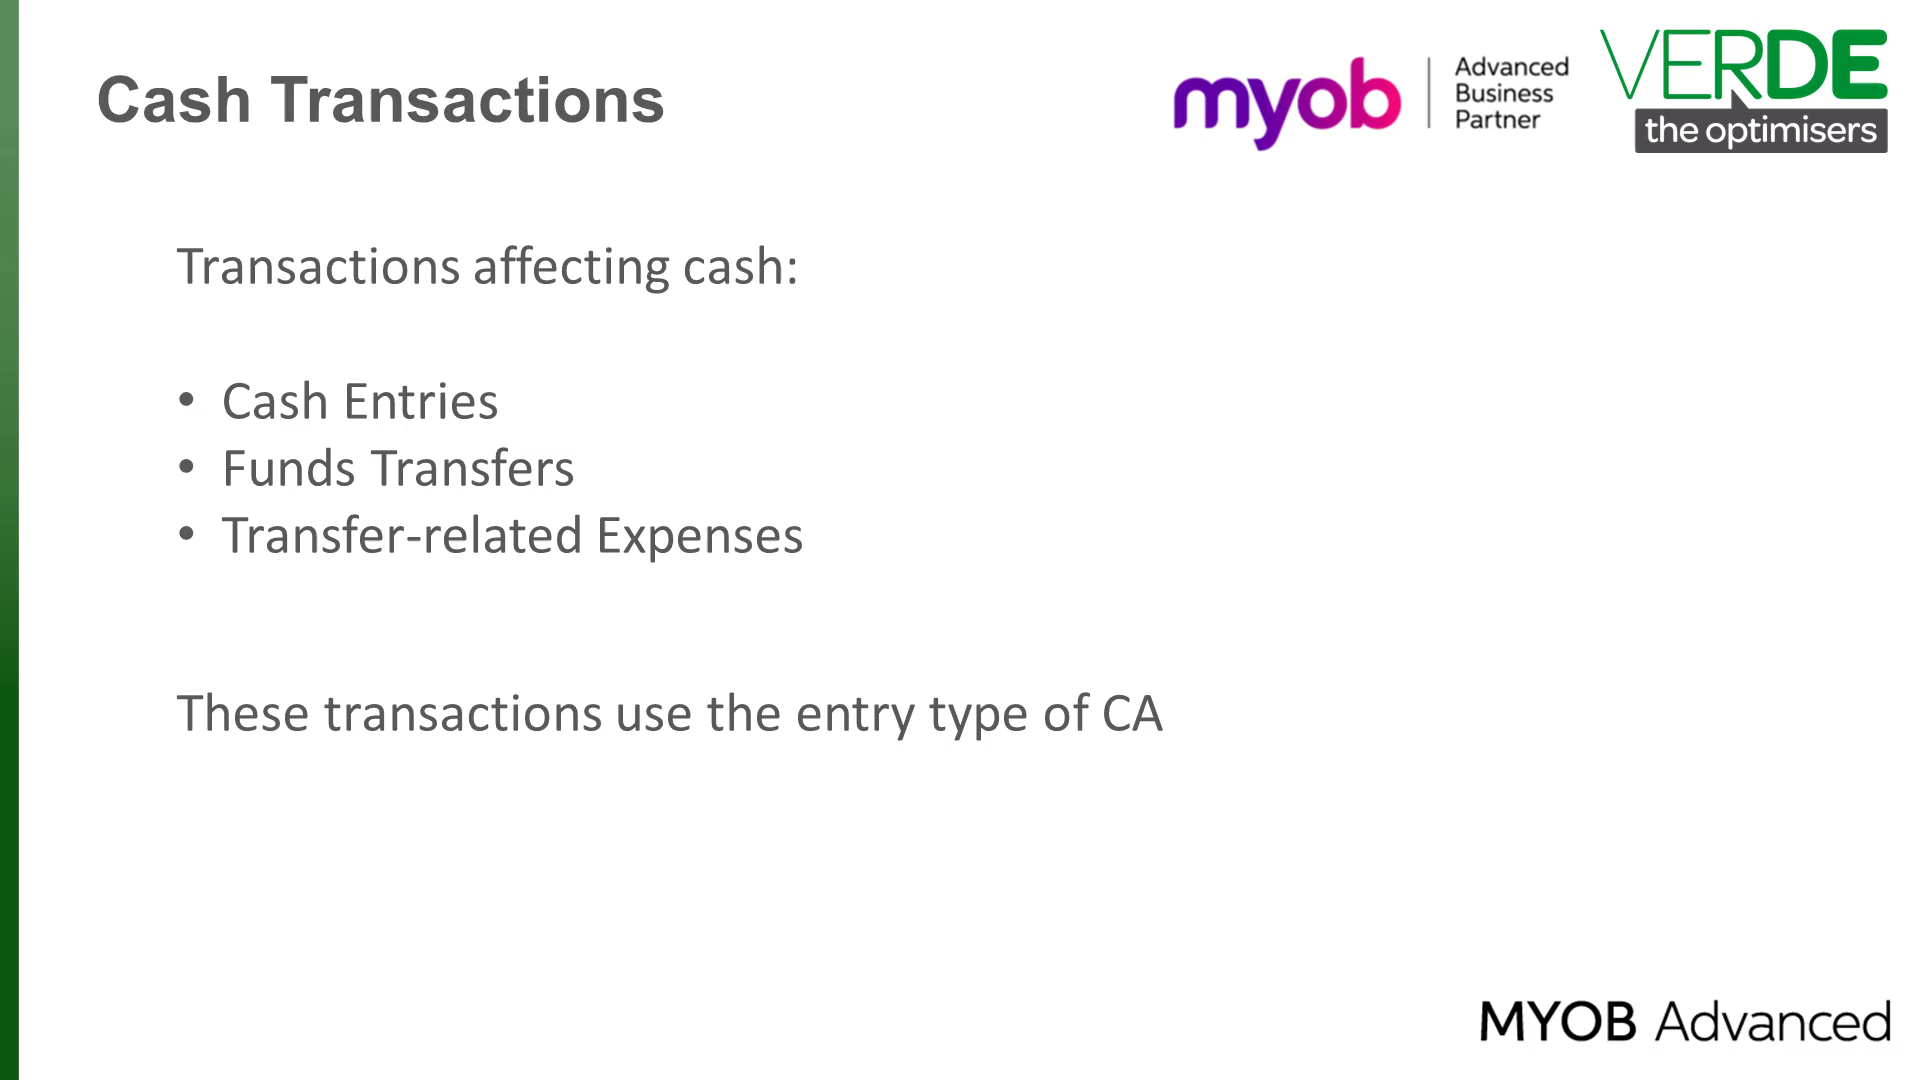 Cash Transactions
myob
Advanced
Business
Partner
VERDE
the optimisers
Transactions affecting cash:
• Cash Entries
• Funds Transfers
• Transfer-related Expenses
These transactions use the entry type of CA
MYOB Advanced